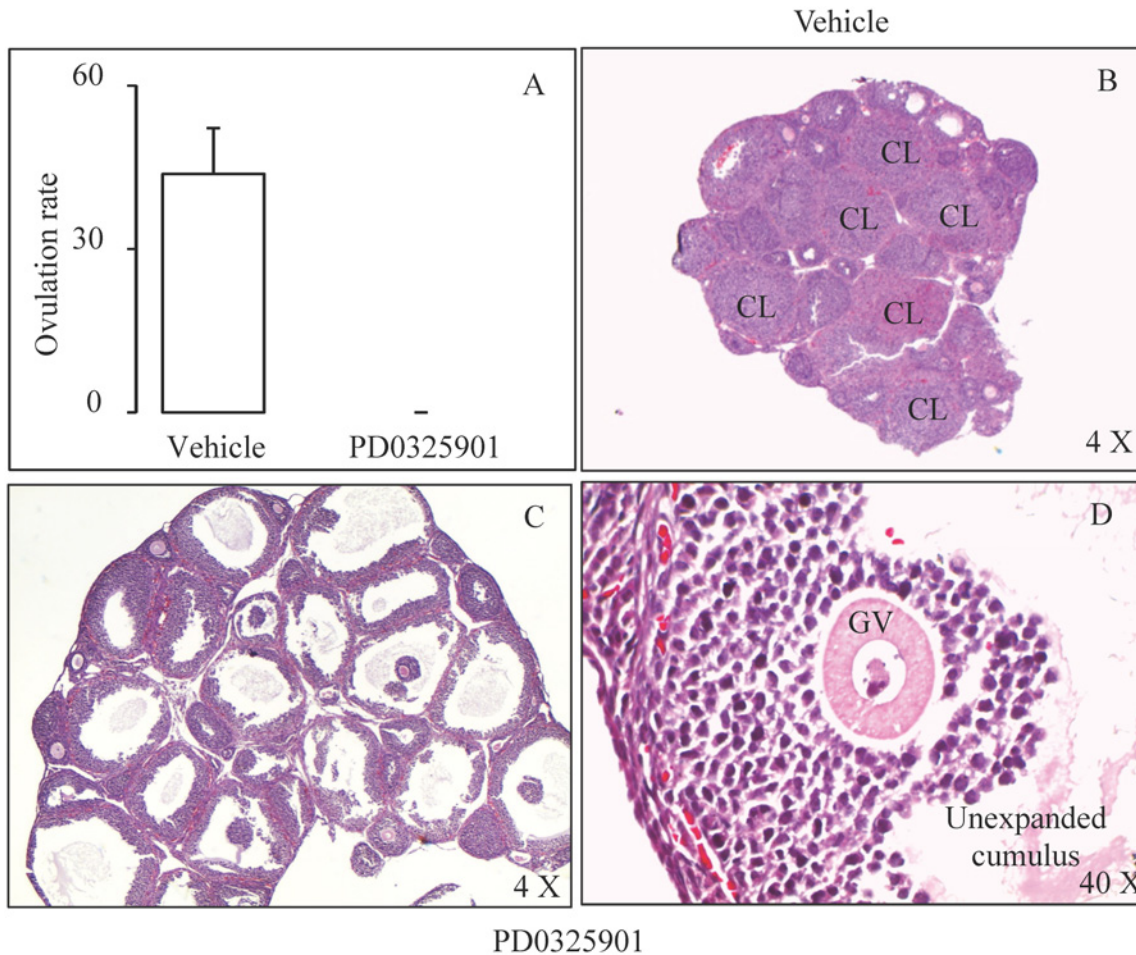 Vehicle
A
60
30
0
Ovulation rate
Vehicle
PD0325901
B
CL
CL
CL
CL
CL
CL
4 X
C
4 X
D
GV
Unexpanded
cumulus
40 X
PD0325901